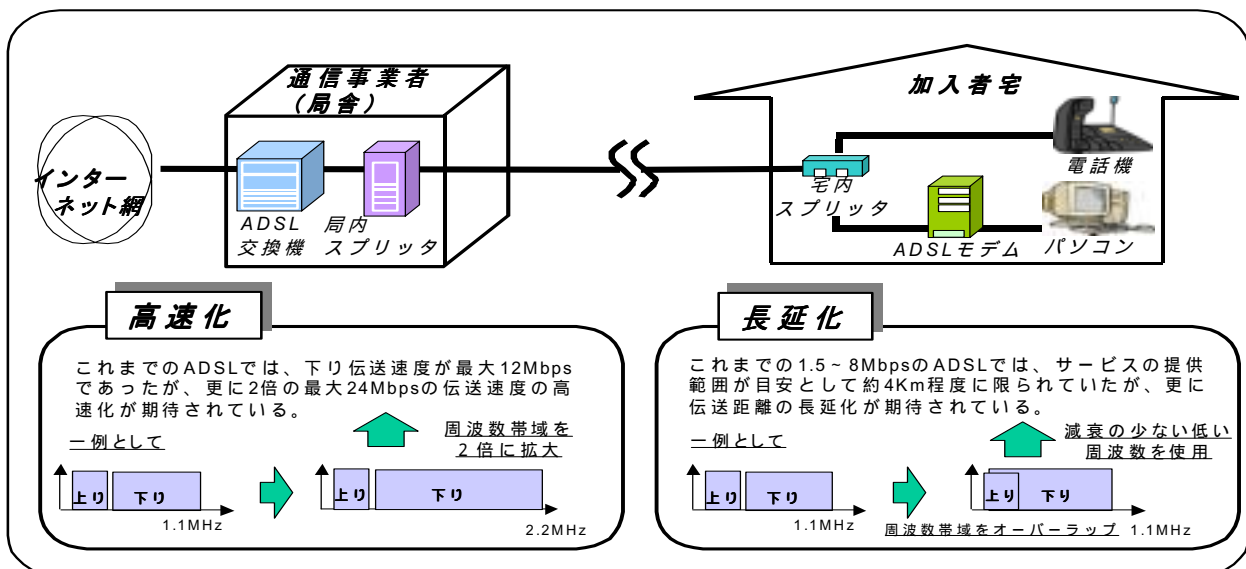 通信事業者
（局舎）
加入者宅
インター
ネット網
ADSL
交換機
局内
スプリッタ
宅内
スプリッタ
電話機
ADSLモデム
パソコン
高速化
これまでのADSLでは、下り伝送速度が最大12Mbps
であったが、更に2倍の最大24Mbpsの伝送速度の高
速化が期待されている。
一例として
周波数帯域を
２倍に拡大
上り
下り
1.1MHz
上り
下り
2.2MHz
長延化
これまでの1.5～8MbpsのADSLでは、サービスの提供
範囲が目安として約4Km程度に限られていたが、更に
伝送距離の長延化が期待されている。
一例として
減衰の少ない低い
周波数を使用
上り
下り
1.1MHz
上り
下り
周波数帯域をオーバーラップ
1.1MHz